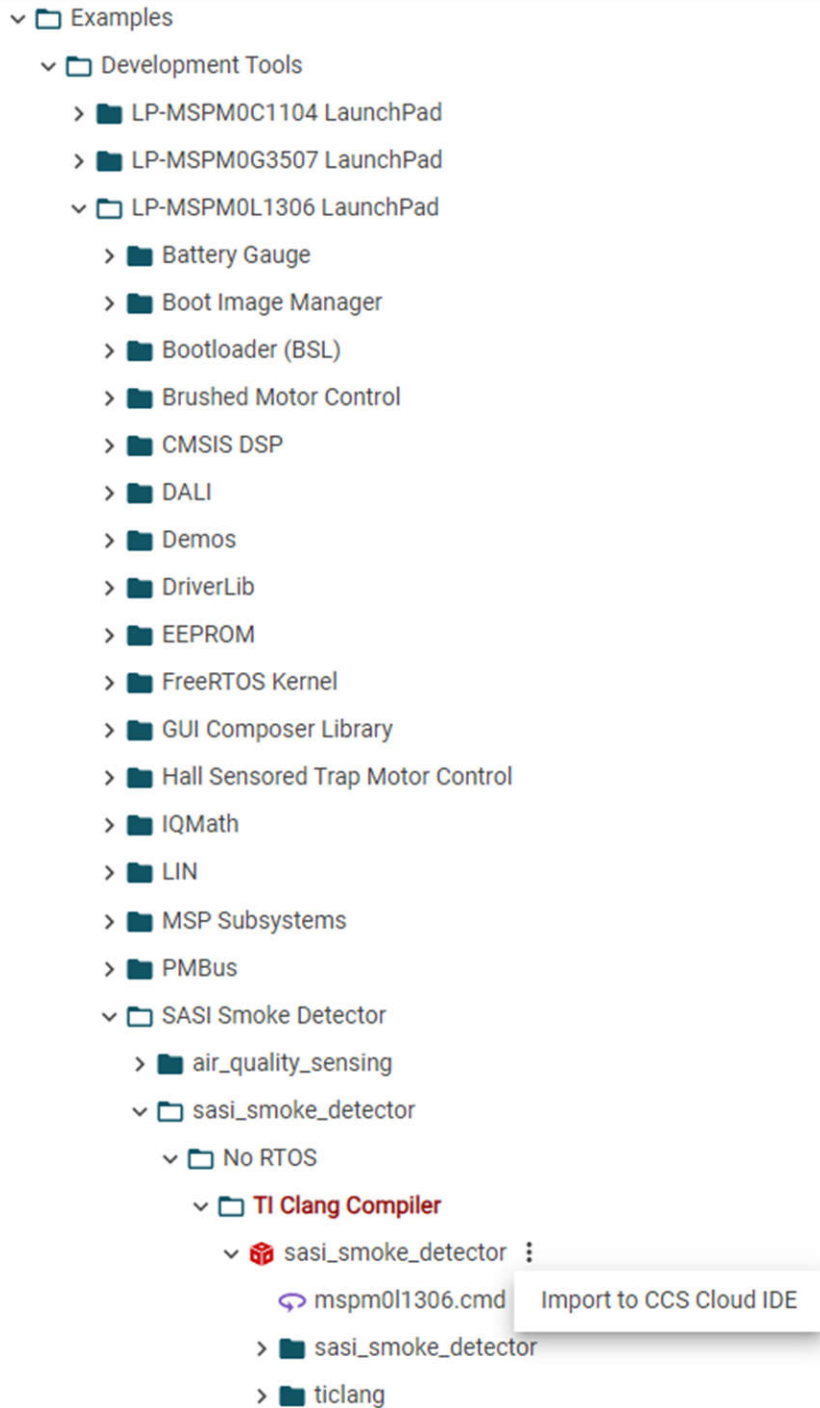 Examples
Development Tools
LP-MSPM0C1104 LaunchPad
LP-MSPM0G3507 LaunchPad
LP-MSPM0L1306 LaunchPad
Battery Gauge
Boot Image Manager
Bootloader (BSL)
Brushed Motor Control
CMSIS DSP
DALI
Demos
DriverLib
EEPROM
FreeRTOS Kernel
GUI Composer Library
Hall Sensored Trap Motor Control
IQMath
LIN
MSP Subsystems
PMBus
SASI Smoke Detector
air_quality_sensing
sasi_smoke_detector
No RTOS
TI Clang Compiler
sasi_smoke_detector
mspm0l1306.cmd Import to CCS Cloud IDE
sasi_smoke_detector
ticlang